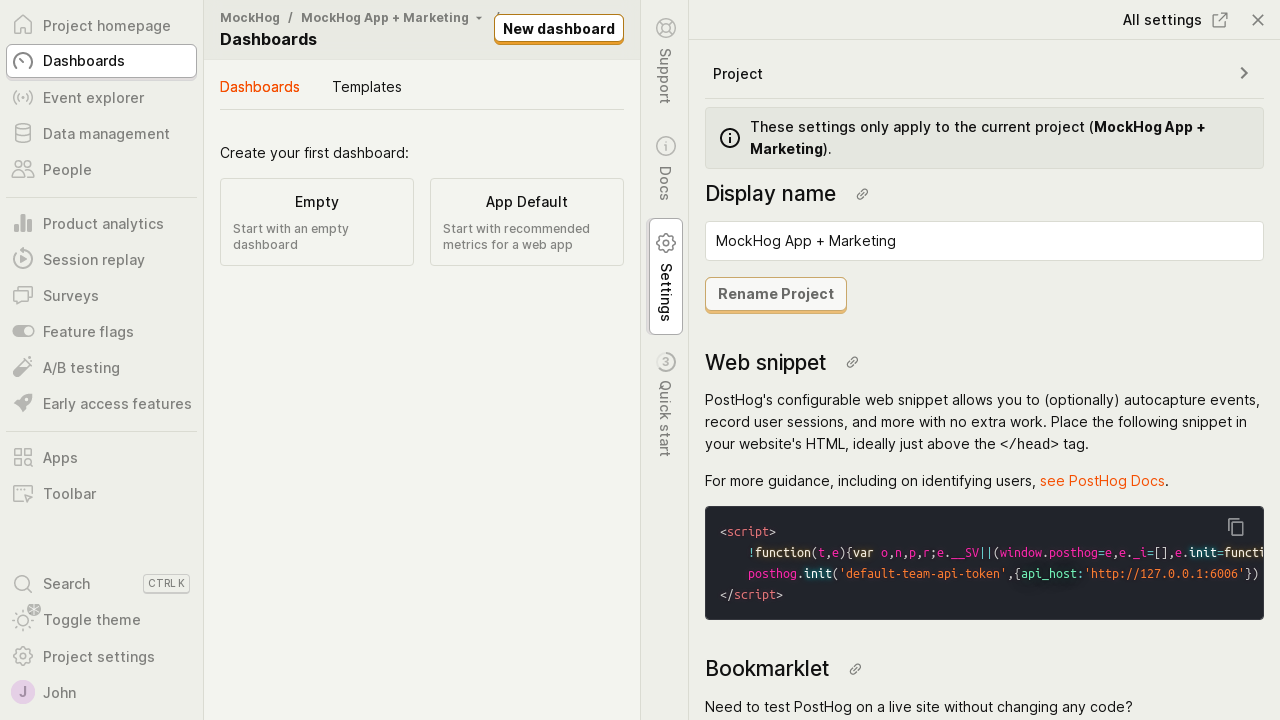 Project homepage
Dashboards
Event explorer
Data management
People
Product analytics
Session replay
Surveys
Feature flags
A/B testing
Early access features
Apps
Toolbar
Search CTRL K
Toggle theme
Project settings
J John
MockHog / MockHog App + Marketing /
Dashboards
New dashboard
Dashboards Templates
Create your first dashboard:
Empty
Start with an empty
dashboard
App Default
Start with recommended
metrics for a web app
Support
Docs
Settings
3
Quick start
All settings
Project
These settings only apply to the current project (MockHog App +
Marketing).
Display name
MockHog App + Marketing
Rename Project
Web snippet
PostHog's configurable web snippet allows you to (optionally) autocapture events,
record user sessions, and more with no extra work. Place the following snippet in
your website's HTML, ideally just above the </head> tag.
For more guidance, including on identifying users, see PostHog Docs.
<script>
!function(t,e){var o,n,p,r;e.__SV||(window.posthog=e,e._i=[],e.init=functi
posthog.init('default-team-api-token',{api_host:'http://127.0.0.1:6006'})
</script>
Bookmarklet
Need to test PostHog on a live site without changing any code?